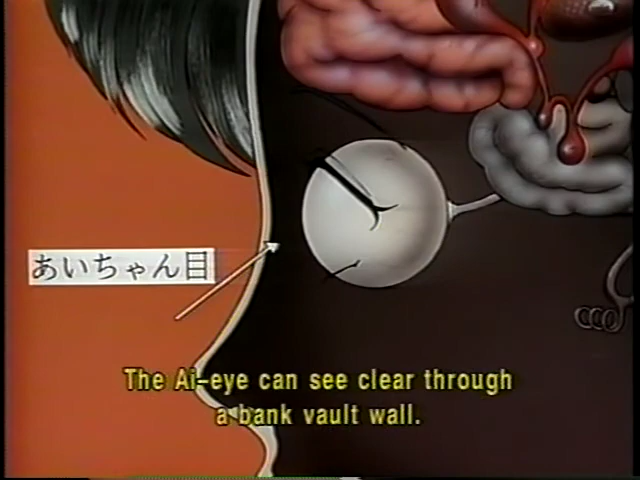 あいちゃん目
The Ai-eye can see clear through
a bank vault wall.